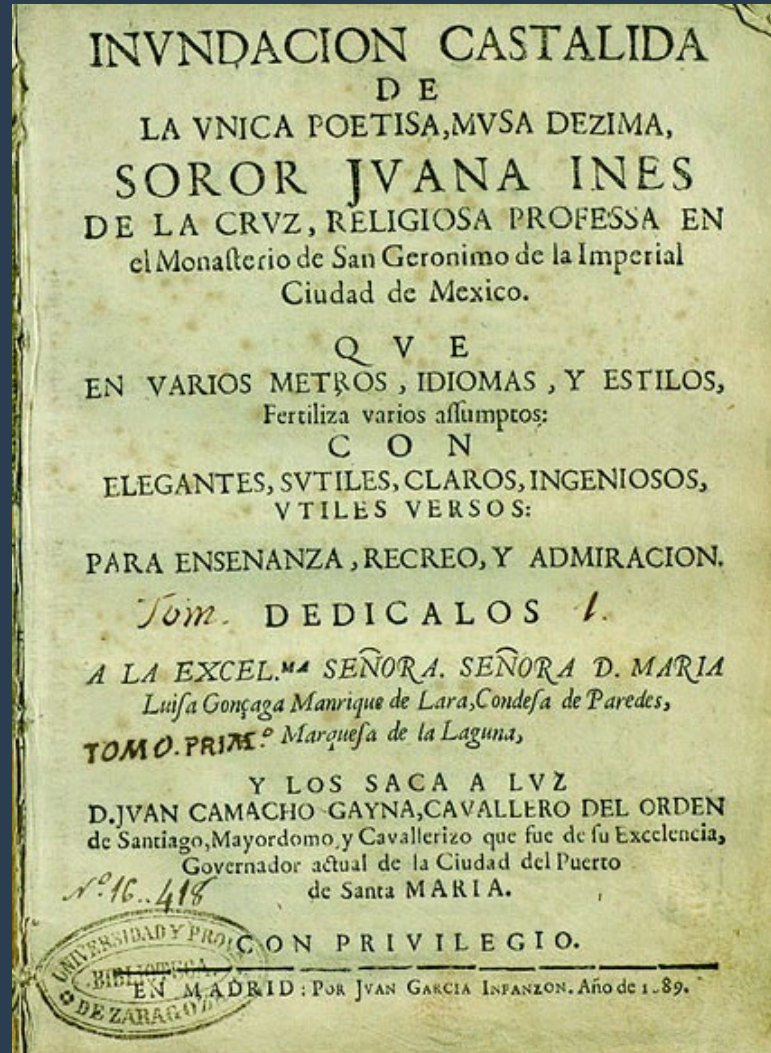 INVNDACION CASTALIDA
DE
LA VNICA POETISA, MVSA DEZIMA,
SOROR JVANA INES
DE LA CRVZ, RELIGIOSA PROFESSA EN
el Monaſterio de San Geronimo de la Imperial
Ciudad de Mexico.
QVE
EN VARIOS METROS, IDIOMAS, Y ESTILOS,
Fertiliza varios aſſumptos:
CON
ELEGANTES, SVTILES, CLAROS, INGENIOSOS,
VTILES VERSOS:
PARA ENSENANZA, RECREO, Y ADMIRACION.
Tom. DEDICALOS 1.
A LA EXCEL.MA SEÑORA. SEÑORA D. MARIA
Luiſa Gonçaga Manrique de Lara, Condeſa de Paredes,
TOMO.PRIM.º Marqueſa de la Laguna,
Y LOS SACA A LVZ
D. JVAN CAMACHO GAYNA, CAVALLERO DEL ORDEN
de Santiago, Mayordomo, y Cavallerizo que fue de ſu Excelencia,
Governador actual de la Ciudad del Puerto
de Santa MARIA.
Nº.16..418
UNIVERSIDAD Y
BIBLIOTECA
DE ZARAGOZA
CON PRIVILEGIO.
EN MADRID: POR JVAN GARCIA INFANZON. Año de 1.89.